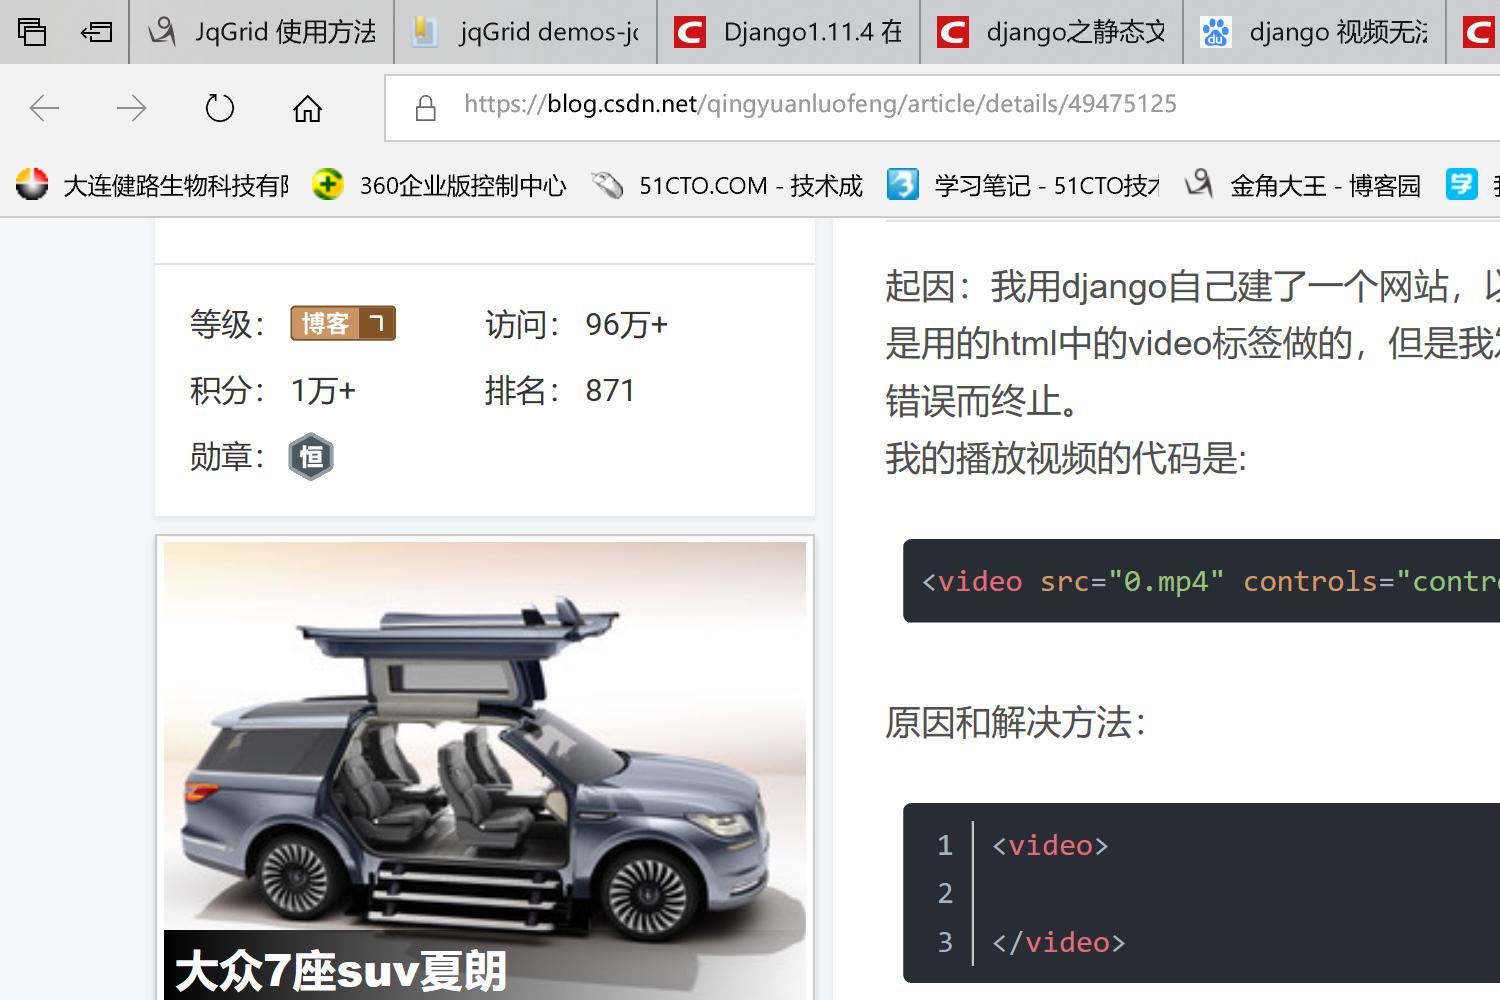 JqGrid 使用方法
jqGrid demos-jq
Django1.11.4 在
django之静态文
django 视频无法
https://blog.csdn.net/qingyuanluofeng/article/details/49475125
大连健路生物科技有限
360企业版控制中心
51CTO.COM - 技术成
学习笔记 - 51CTO技术
金角大王 - 博客园
学
等级： 博客 7
访问： 96万+
积分： 1万+
排名： 871
勋章： 恒
大众7座suv夏朗
起因：我用django自己建了一个网站，以
是用的html中的video标签做的，但是我发
错误而终止。
我的播放视频的代码是:
<video src="0.mp4" controls="contro
原因和解决方法：
1 <video>
2
3 </video>